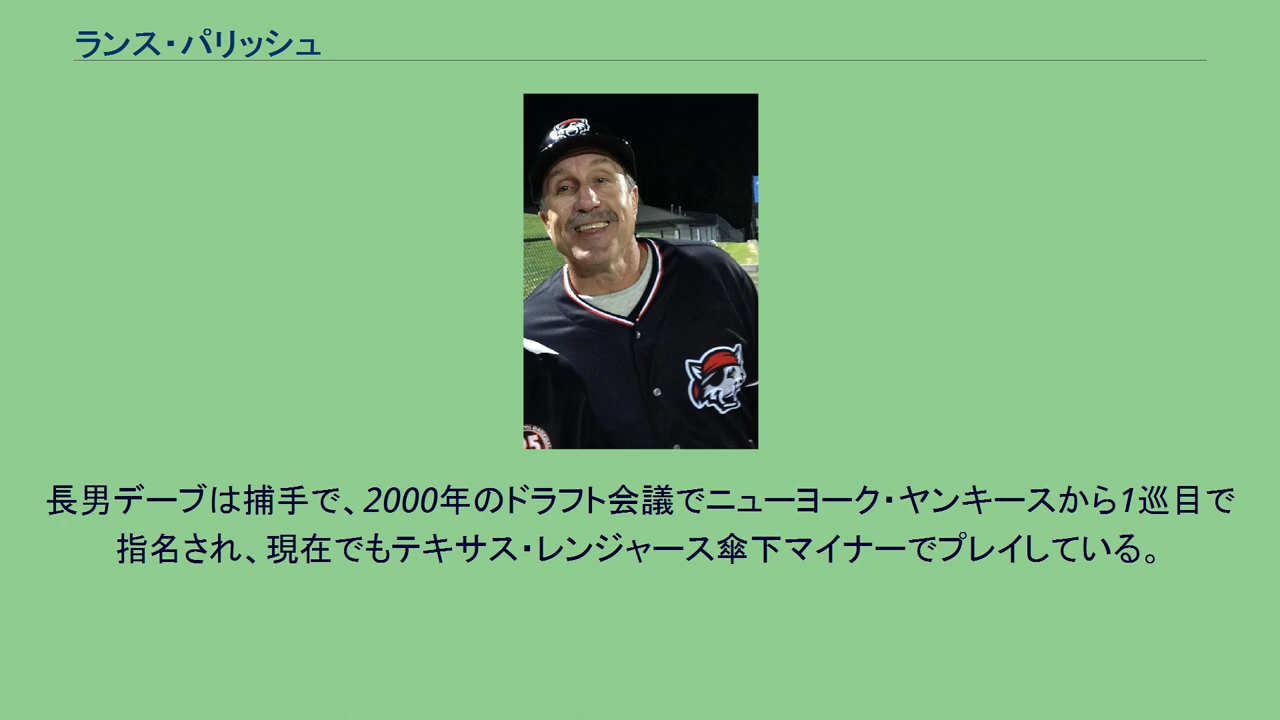 ランス・パリッシュ
長男デーブは捕手で、2000年のドラフト会議でニューヨーク・ヤンキースから1巡目で
指名され、現在でもテキサス・レンジャース傘下マイナーでプレイしている。